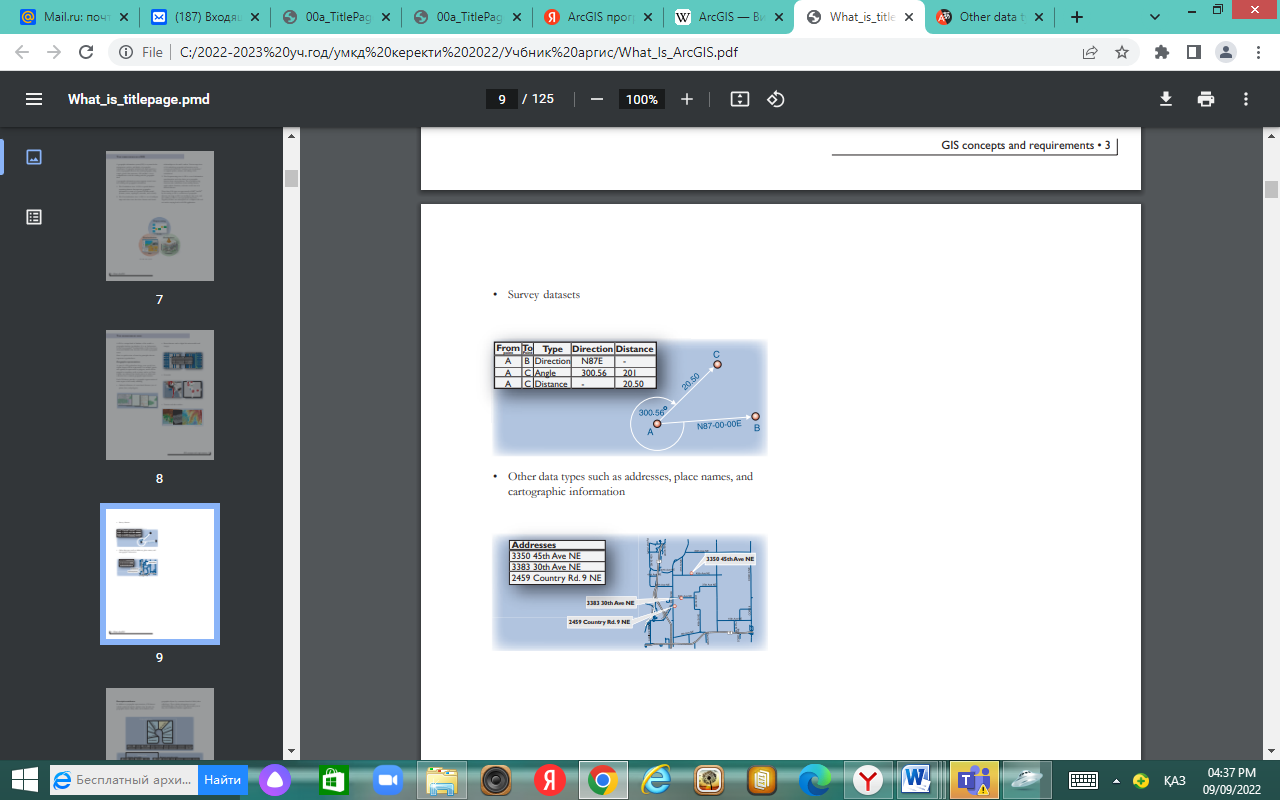 Mail.ru: почт
(187) Входящ
00a_TitlePag
00a_TitlePag
ArcGIS прог
ArcGIS — Ви
What_is_title
Other data t
File | C:/2022-2023%20уч.год/умкд%20керекти%202022/Учбник%20аргис/What_Is_ArcGIS.pdf
What_is_titlepage.pmd
9 / 125
100%
7
8
9
GIS concepts and requirements • 3
• Survey datasets
From point To Point Type Direction Distance
A B Direction N87E -
A C Angle 300.56 201
A C Distance - 20.50
C
20.50
300.56º
A
N87-00-00E
B
• Other data types such as addresses, place names, and
cartographic information
Addresses
3350 45th Ave NE
3383 30th Ave NE
2459 Country Rd. 9 NE
3350 45th Ave NE
3383 30th Ave NE
2459 Country Rd. 9 NE
Бесплатный архи...
Найти
ҚАЗ
04:37 PM
09/09/2022